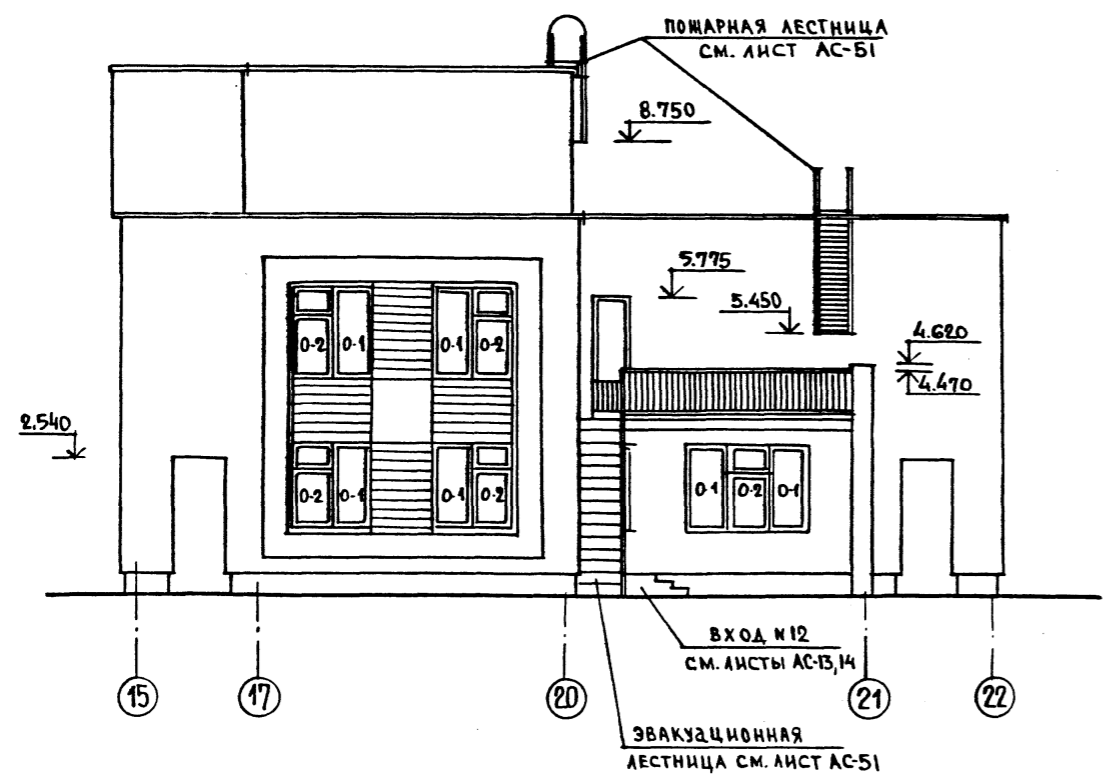 ПОЖАРНАЯ ЛЕСТНИЦА
СМ. ЛИСТ АС-51
8.750
5.775
5.450
4.620
4.470
2.540
О-2 О-1 О-1 О-2
О-2 О-1 О-1 О-2
О-1 О-2 О-1
ВХОД N12
СМ. ЛИСТЫ АС-13,14
15 17 20 21 22
ЭВАКУАЦИОННАЯ
ЛЕСТНИЦА СМ. ЛИСТ АС-51